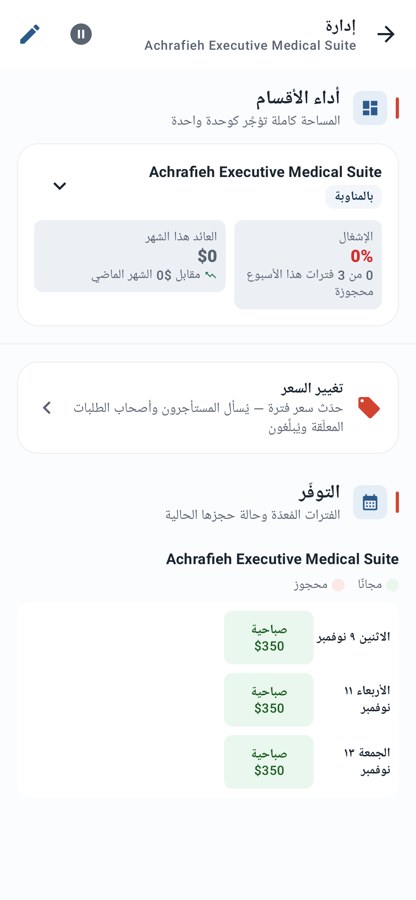 إدارة
Achrafieh Executive Medical Suite
أداء الأقسام
المساحة كاملة تؤجَّر كوحدة واحدة
Achrafieh Executive Medical Suite
بالمناوبة
الإشغال
0%
0 من 3 فترات هذا الأسبوع
محجوزة
العائد هذا الشهر
$0
مقابل $0 الشهر الماضي
تغيير السعر
حدّث سعر فترة — يُسأل المستأجرون وأصحاب الطلبات
المعلّقة ويُبلَّغون
التوفّر
الفترات المُعدّة وحالة حجزها الحالية
Achrafieh Executive Medical Suite
مجانًا
محجوز
الاثنين ٩ نوفمبر
صباحية
$350
الأربعاء ١١
نوفمبر
صباحية
$350
الجمعة ١٣
نوفمبر
صباحية
$350